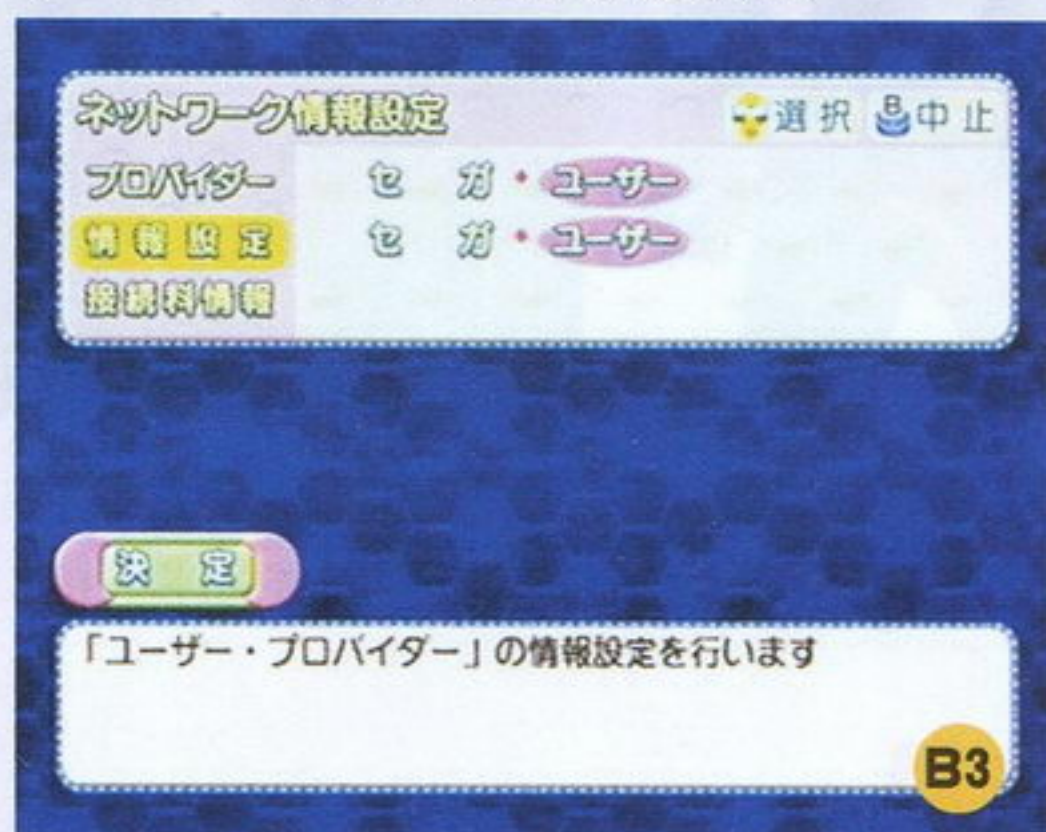 ネットワーク情報設定 選択 B中止
プロバイダー セガ・ユーザー
情報設定 セガ・ユーザー
接続料情報
決定
「ユーザー・プロバイダー」の情報設定を行います
B3